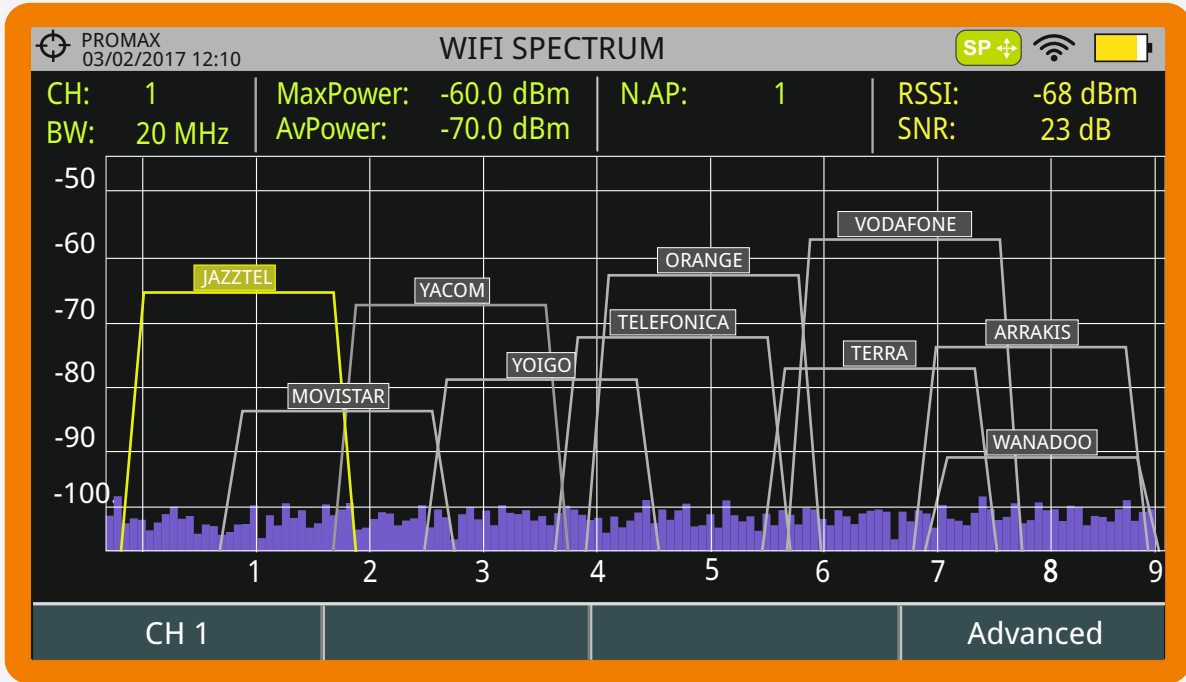 PROMAX
03/02/2017 12:10
WIFI SPECTRUM
SP
CH: 1
BW: 20 MHz
MaxPower: -60.0 dBm
AvPower: -70.0 dBm
N.AP: 1
RSSI: -68 dBm
SNR: 23 dB
-50
-60
-70
-80
-90
-100
VODAFONE
ORANGE
JAZZTEL
YACOM
TELEFONICA
ARRAKIS
TERRA
YOIGO
MOVISTAR
WANADOO
1 2 3 4 5 6 7 8 9
CH 1
Advanced